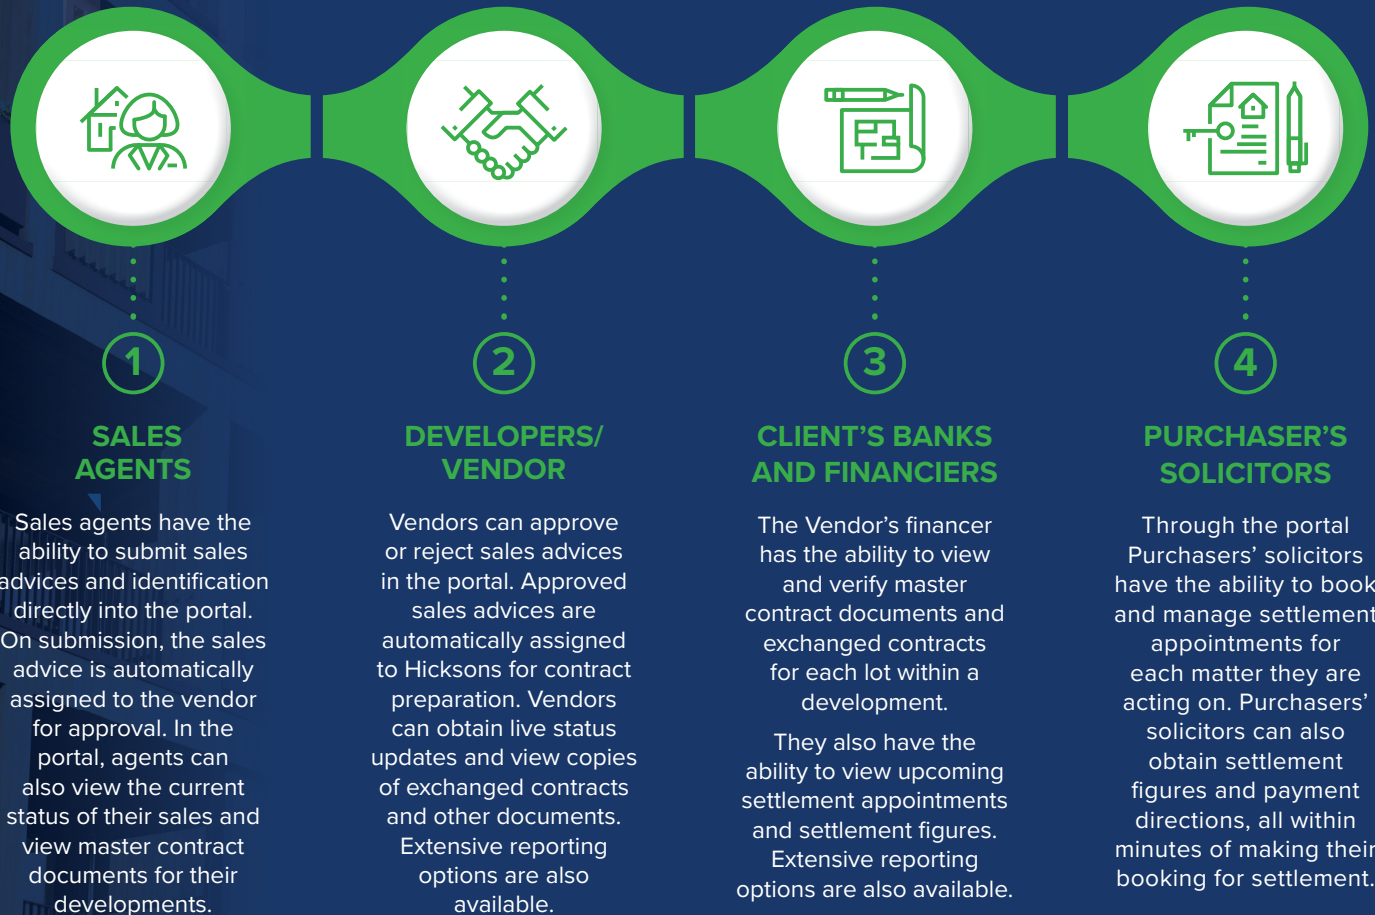 1
SALES
AGENTS
Sales agents have the
ability to submit sales
advices and identification
directly into the portal.
On submission, the sales
advice is automatically
assigned to the vendor
for approval. In the
portal, agents can
also view the current
status of their sales and
view master contract
documents for their
developments.
2
DEVELOPERS/
VENDOR
Vendors can approve
or reject sales advices
in the portal. Approved
sales advices are
automatically assigned
to Hicksons for contract
preparation. Vendors
can obtain live status
updates and view copies
of exchanged contracts
and other documents.
Extensive reporting
options are also
available.
3
CLIENT'S BANKS
AND FINANCIERS
The Vendor's financer
has the ability to view
and verify master
contract documents and
exchanged contracts
for each lot within a
development.
They also have the
ability to view upcoming
settlement appointments
and settlement figures.
Extensive reporting
options are also available.
4
PURCHASER'S
SOLICITORS
Through the portal
Purchasers' solicitors
have the ability to book
and manage settlement
appointments for
each matter they are
acting on. Purchasers'
solicitors can also
obtain settlement
figures and payment
directions, all within
minutes of making their
booking for settlement.